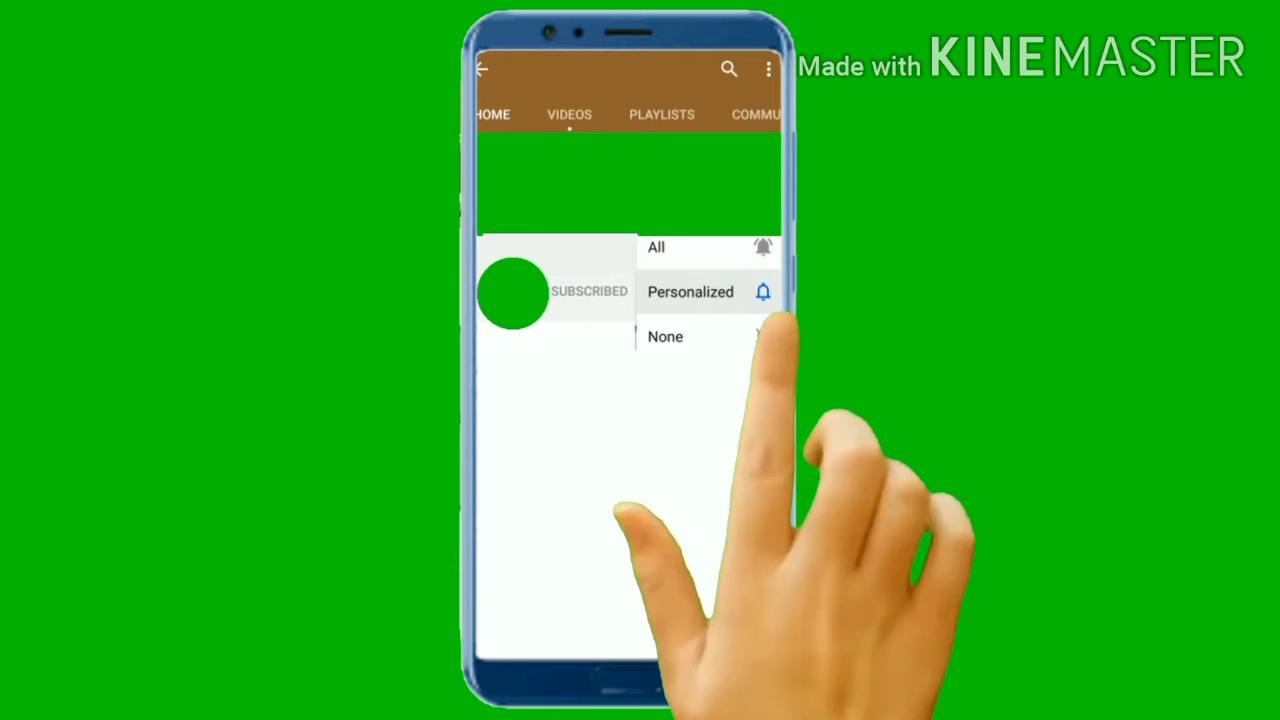 Made with KINEMASTER
HOME VIDEOS PLAYLISTS COMMU
All
SUBSCRIBED Personalized
None